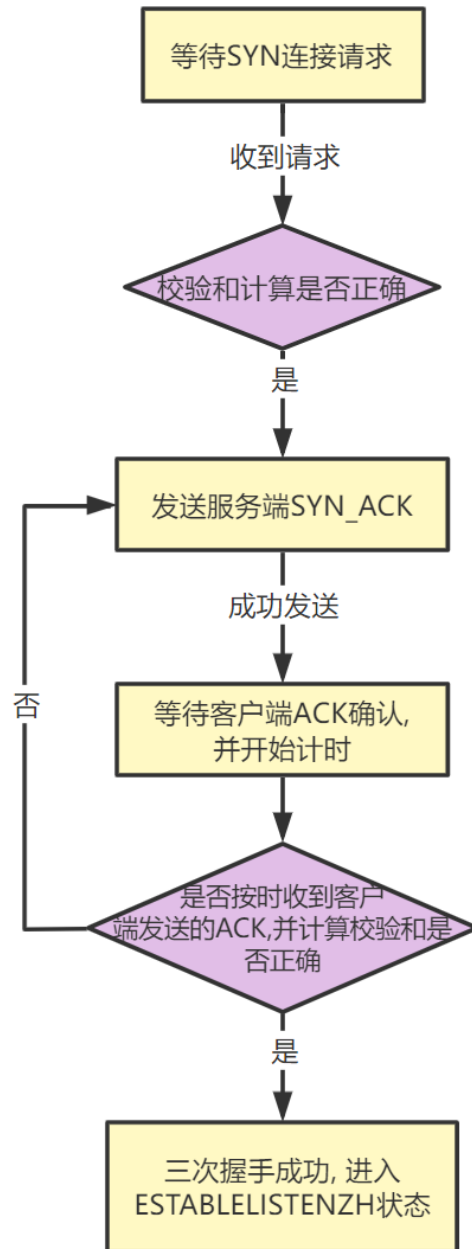 等待SYN连接请求
收到请求
校验和计算是否正确
是
发送服务端SYN_ACK
成功发送
否
等待客户端ACK确认,
并开始计时
是否按时收到客户
端发送的ACK,并计算校验和是
否正确
是
三次握手成功, 进入
ESTABLELISTENZH状态